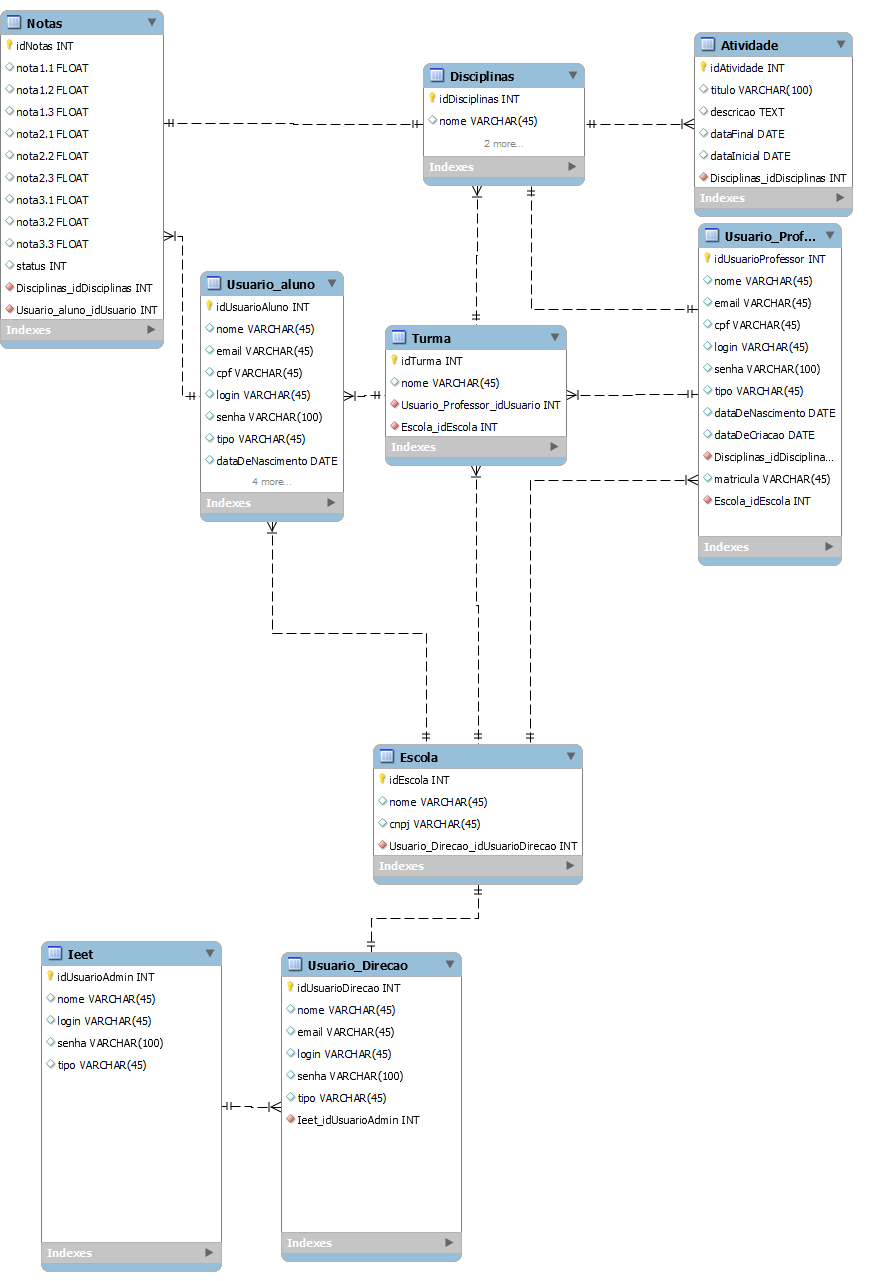 Notas
idNotas INT
nota1.1 FLOAT
nota1.2 FLOAT
nota1.3 FLOAT
nota2.1 FLOAT
nota2.2 FLOAT
nota2.3 FLOAT
nota3.1 FLOAT
nota3.2 FLOAT
nota3.3 FLOAT
status INT
Disciplinas_idDisciplinas INT
Usuario_aluno_idUsuario INT
Indexes
Disciplinas
idDisciplinas INT
nome VARCHAR(45)
2 more...
Indexes
Atividade
idAtividade INT
titulo VARCHAR(100)
descricao TEXT
dataFinal DATE
dataInicial DATE
Disciplinas_idDisciplinas INT
Indexes
Usuario_Prof...
idUsuarioProfessor INT
nome VARCHAR(45)
email VARCHAR(45)
cpf VARCHAR(45)
login VARCHAR(45)
senha VARCHAR(100)
tipo VARCHAR(45)
dataDeNascimento DATE
dataDeCriacao DATE
Disciplinas_idDisciplina...
matricula VARCHAR(45)
Escola_idEscola INT
Indexes
Usuario_aluno
idUsuarioAluno INT
nome VARCHAR(45)
email VARCHAR(45)
cpf VARCHAR(45)
login VARCHAR(45)
senha VARCHAR(100)
tipo VARCHAR(45)
dataDeNascimento DATE
4 more...
Indexes
Turma
idTurma INT
nome VARCHAR(45)
Usuario_Professor_idUsuario INT
Escola_idEscola INT
Indexes
Escola
idEscola INT
nome VARCHAR(45)
cnpj VARCHAR(45)
Usuario_Direcao_idUsuarioDirecao INT
Indexes
Ieet
idUsuarioAdmin INT
nome VARCHAR(45)
login VARCHAR(45)
senha VARCHAR(100)
tipo VARCHAR(45)
Indexes
Usuario_Direcao
idUsuarioDirecao INT
nome VARCHAR(45)
email VARCHAR(45)
login VARCHAR(45)
senha VARCHAR(100)
tipo VARCHAR(45)
Ieet_idUsuarioAdmin INT
Indexes